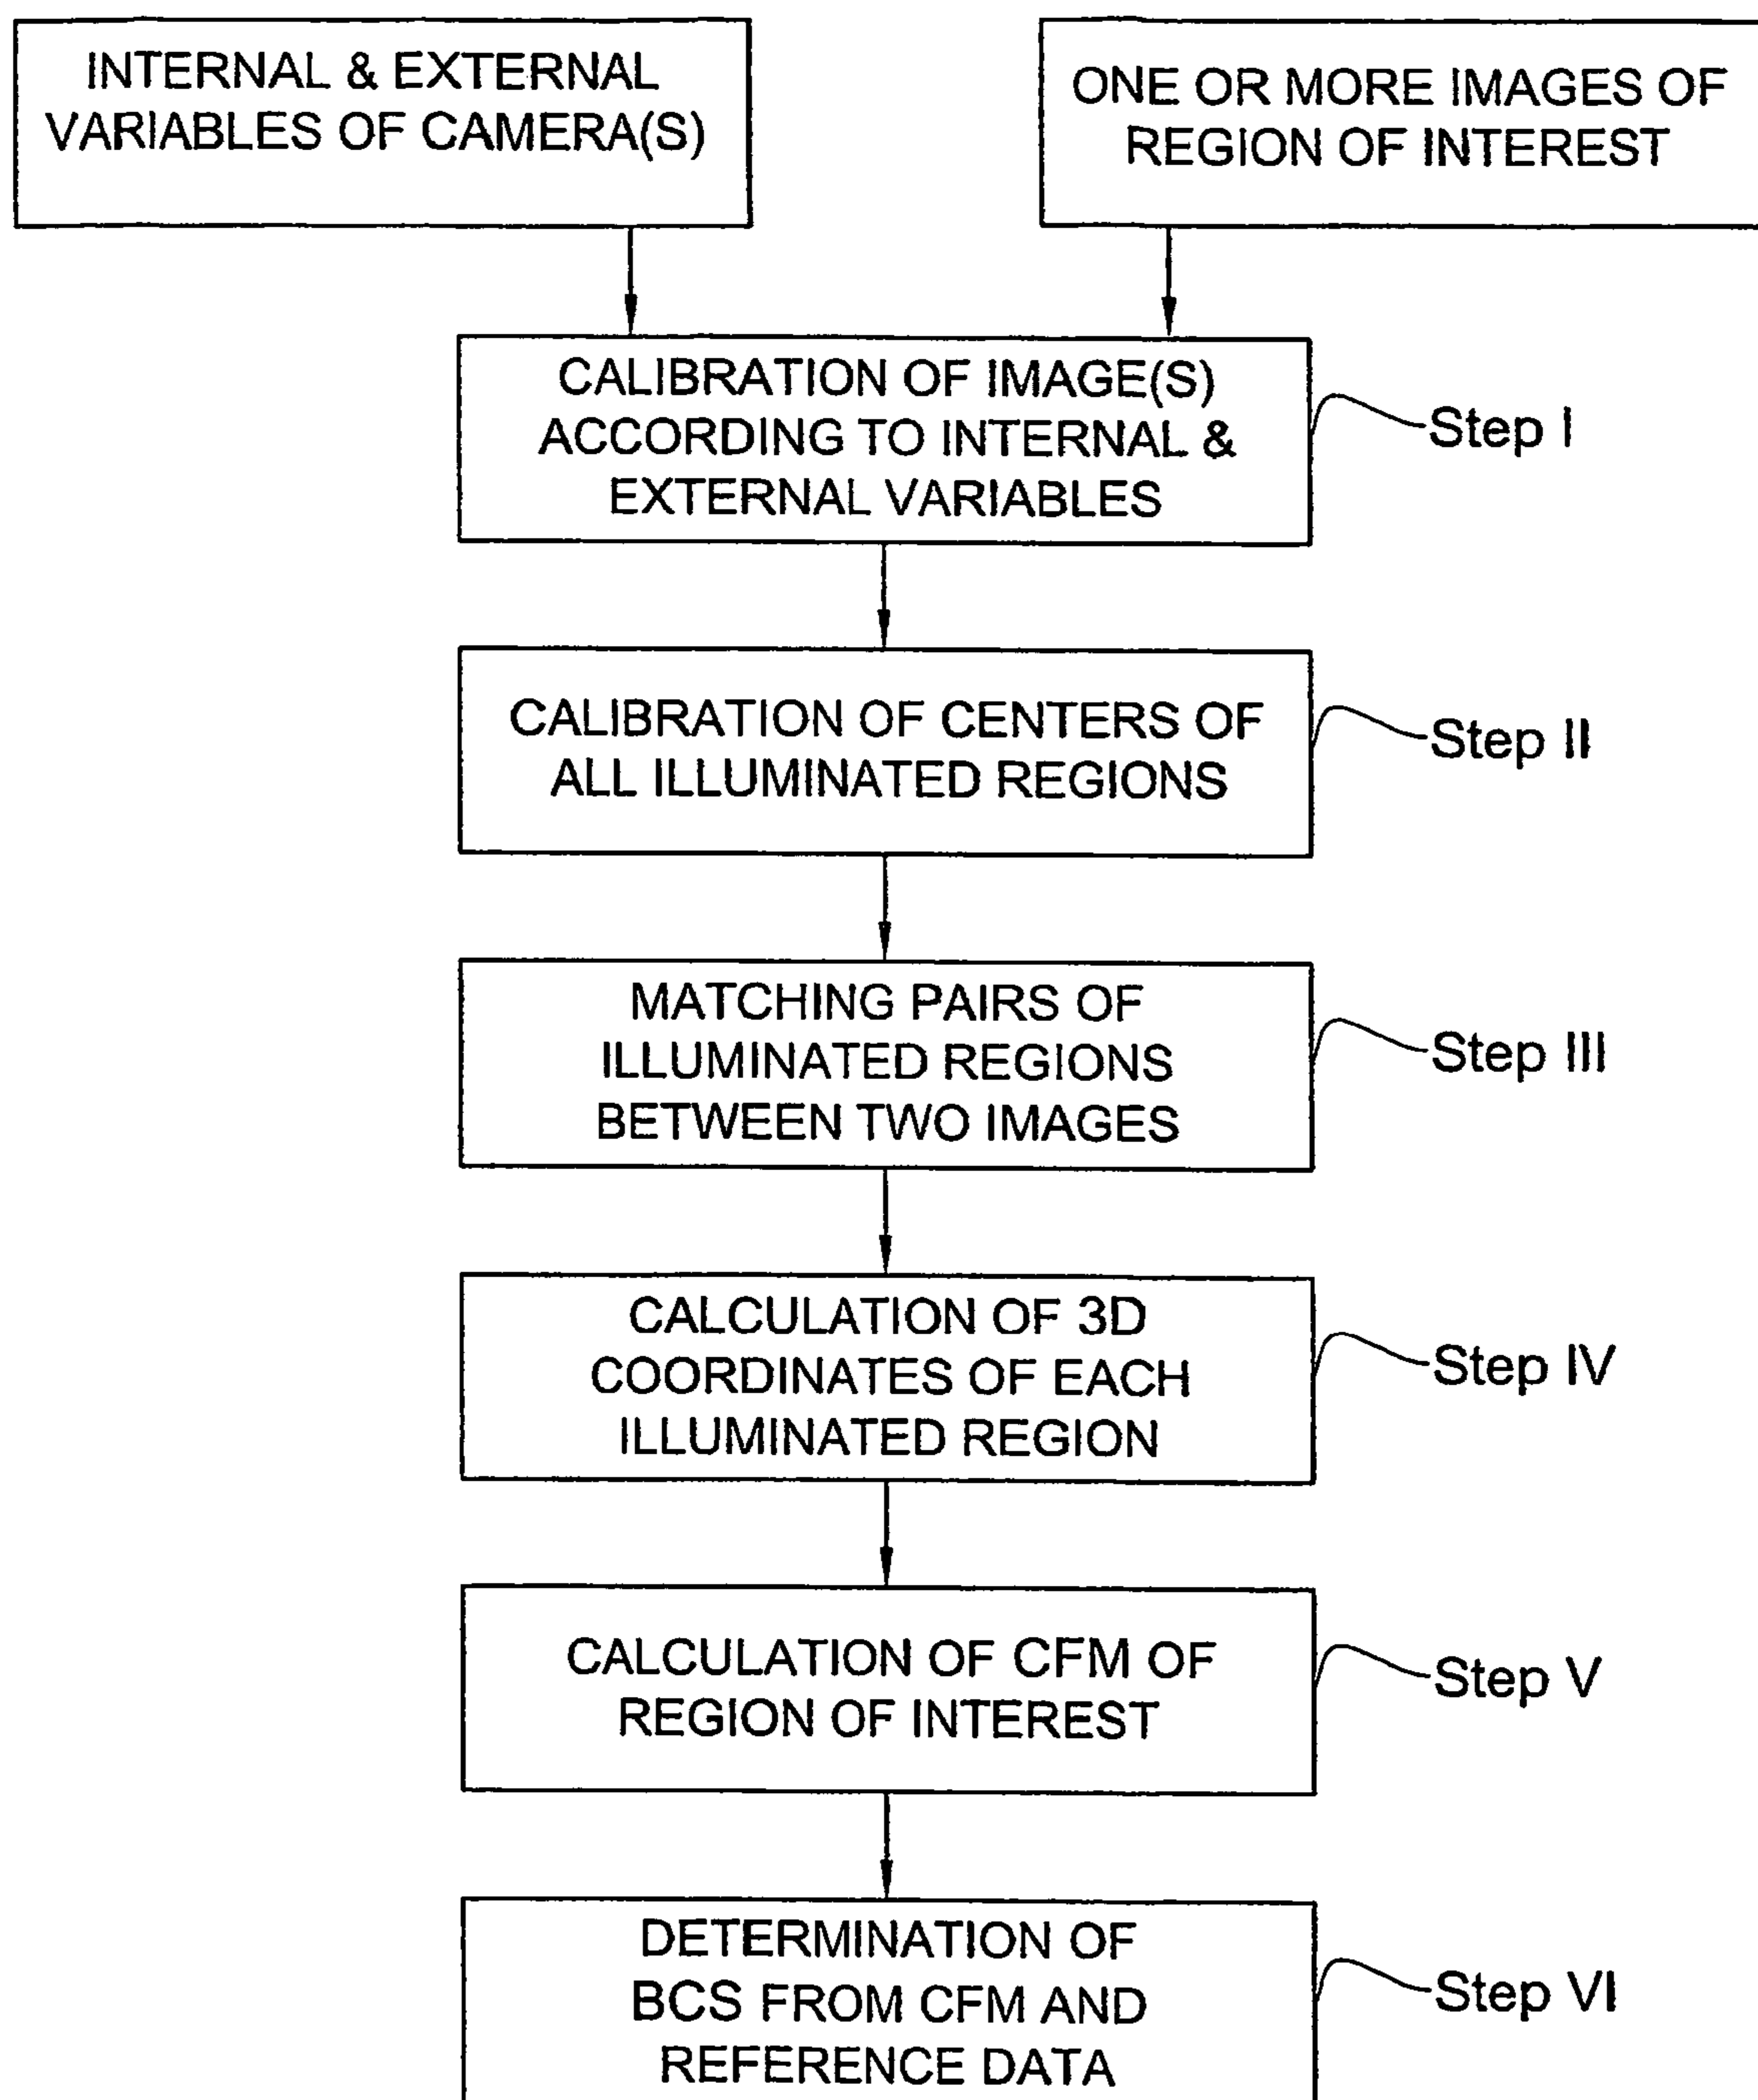 INTERNAL & EXTERNAL
VARIABLES OF CAMERA(S)
ONE OR MORE IMAGES OF
REGION OF INTEREST
CALIBRATION OF IMAGE(S)
ACCORDING TO INTERNAL &
EXTERNAL VARIABLES
Step I
CALIBRATION OF CENTERS OF
ALL ILLUMINATED REGIONS
Step II
MATCHING PAIRS OF
ILLUMINATED REGIONS
BETWEEN TWO IMAGES
Step III
CALCULATION OF 3D
COORDINATES OF EACH
ILLUMINATED REGION
Step IV
CALCULATION OF CFM OF
REGION OF INTEREST
Step V
DETERMINATION OF
BCS FROM CFM AND
REFERENCE DATA
Step VI